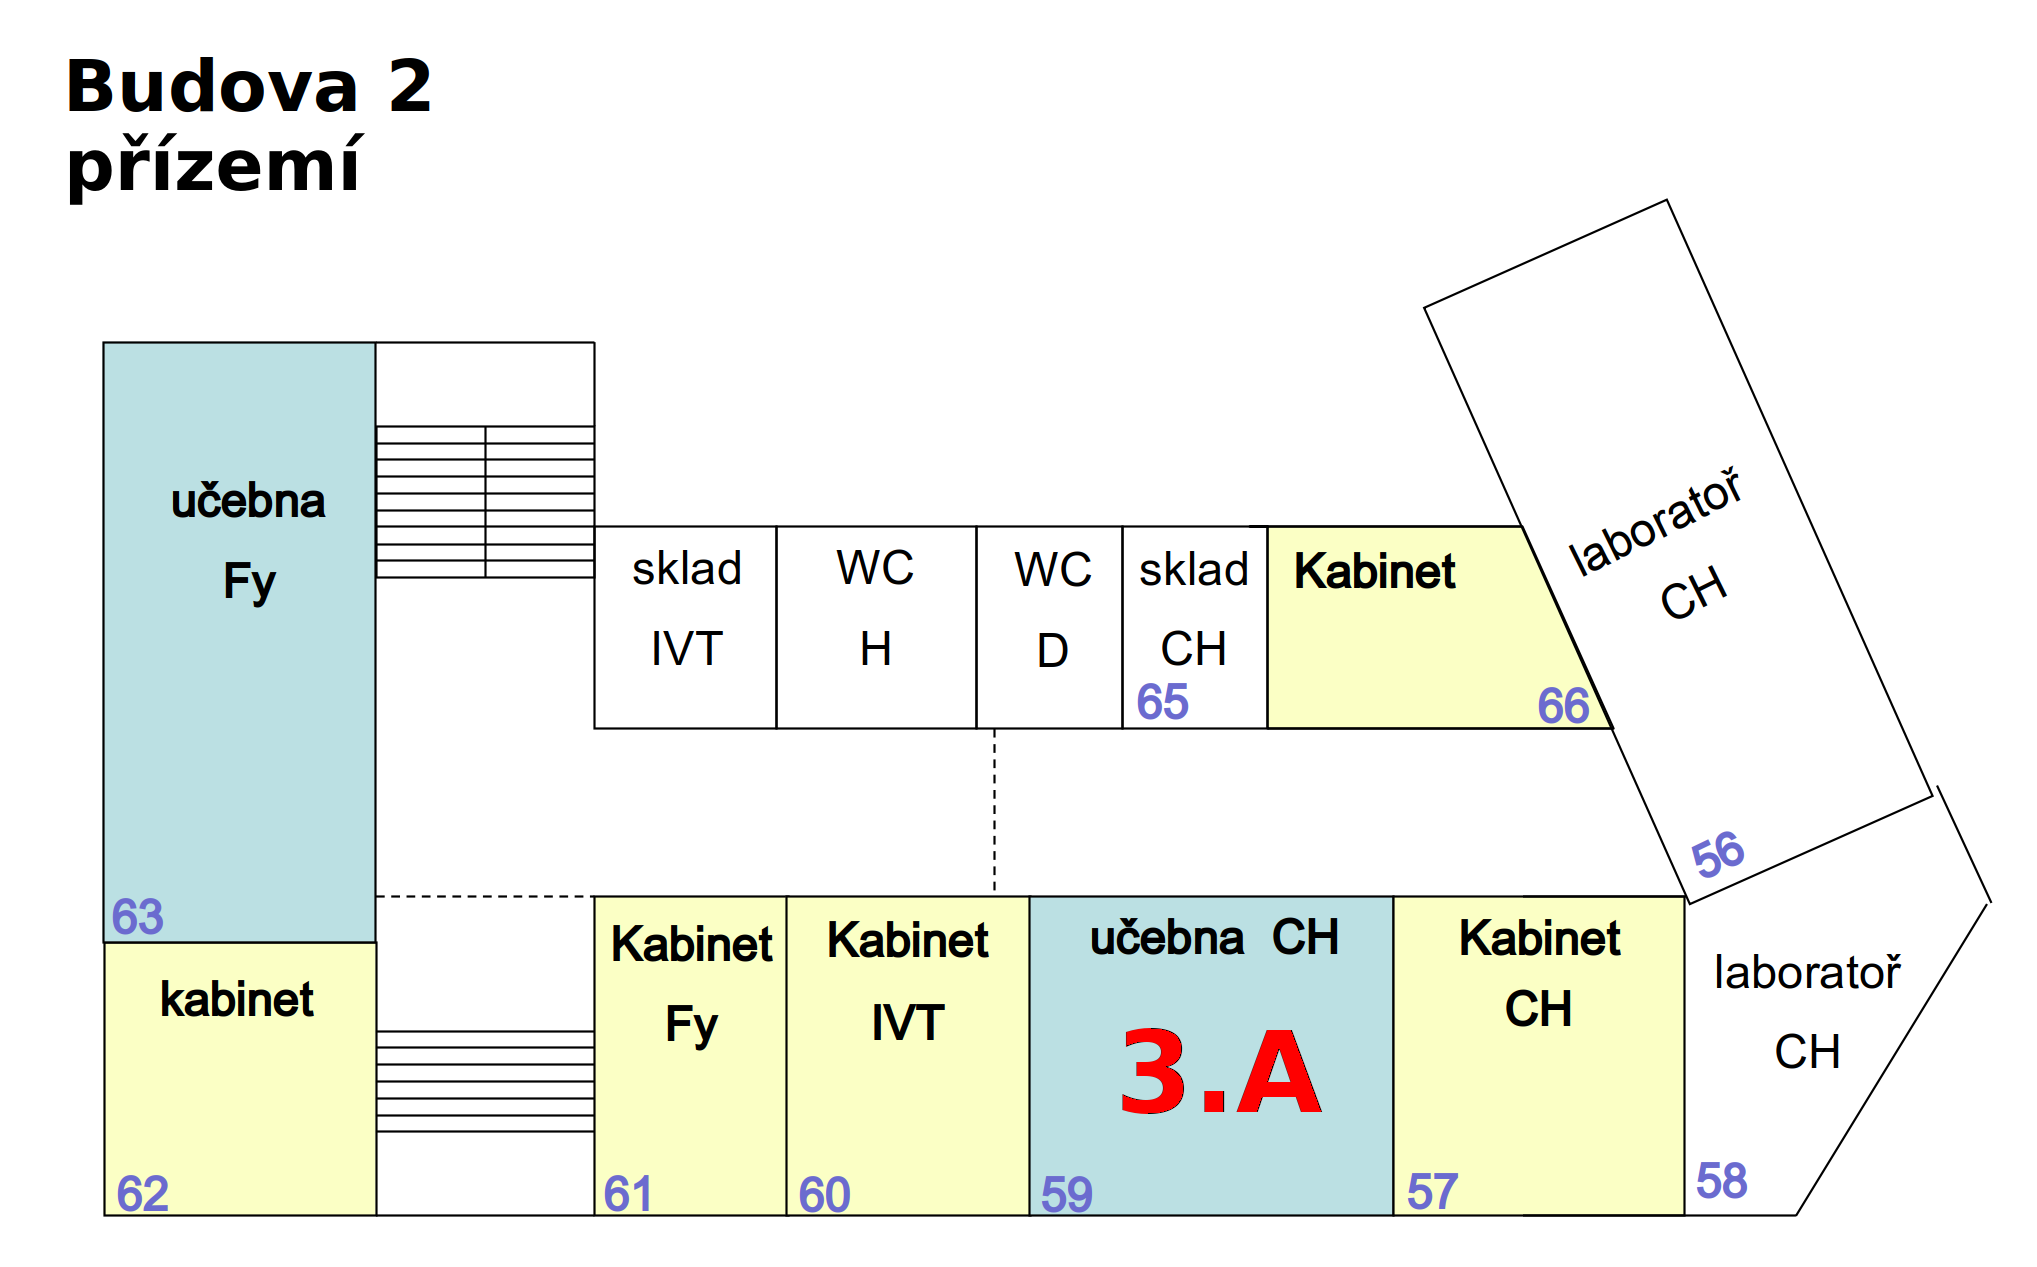 Budova 2
přízemí
učebna
Fy
63
sklad
IVT
WC
H
WC
D
sklad
CH
65
Kabinet
66
laboratoř
CH
56
kabinet
62
Kabinet
Fy
61
Kabinet
IVT
60
učebna CH
3.A
59
Kabinet
CH
57
laboratoř
CH
58